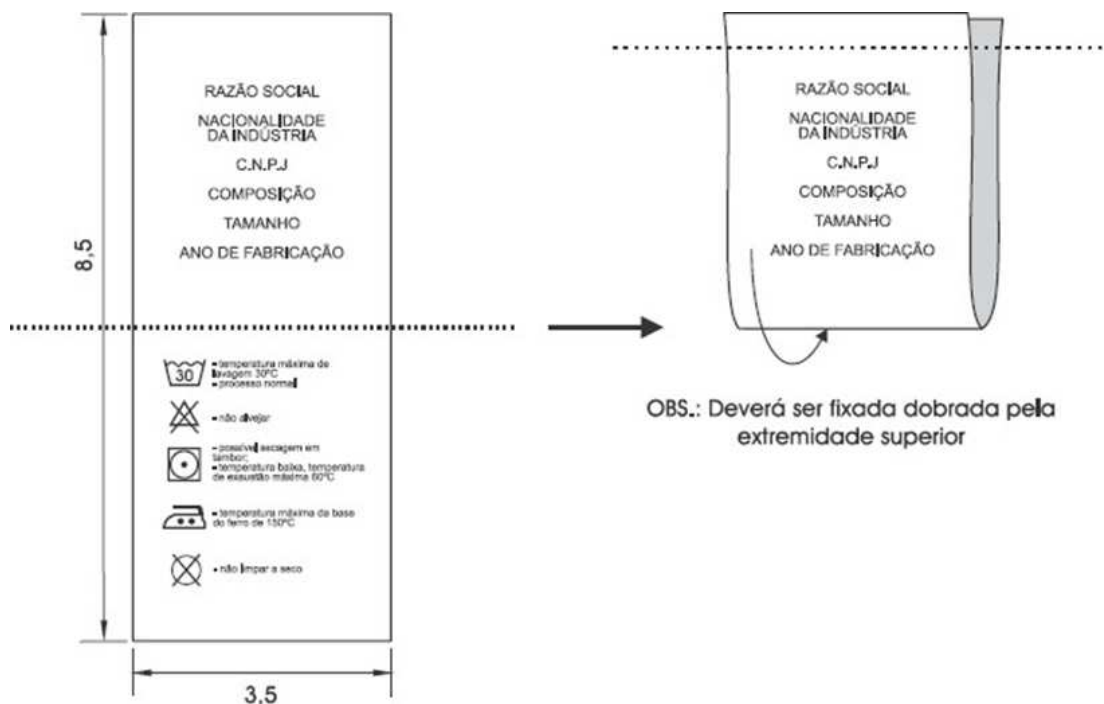 RAZÃO SOCIAL
NACIONALIDADE
DA INDÚSTRIA
C.N.P.J
COMPOSIÇÃO
TAMANHO
ANO DE FABRICAÇÃO
8,5
30
- temperatura máxima de
lavagem 30ºC
- processo normal
- não alvejar
- possível secagem em
tambor;
- temperatura baixa, temperatura
de exaustão máxima 60ºC
- temperatura máxima da base
do ferro de 150ºC
- não limpar a seco
3,5
RAZÃO SOCIAL
NACIONALIDADE
DA INDÚSTRIA
C.N.P.J
COMPOSIÇÃO
TAMANHO
ANO DE FABRICAÇÃO
OBS.: Deverá ser fixada dobrada pela
extremidade superior